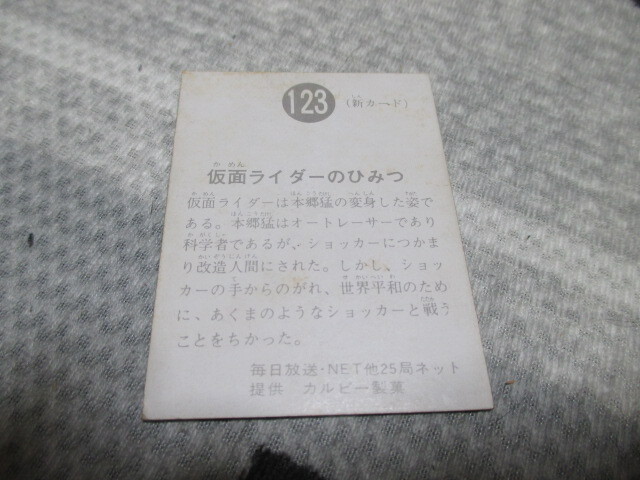 123 (新カード)
仮面ライダーのひみつ
仮面ライダーは本郷猛の変身した姿で
ある。本郷猛はオートレーサーであり
科学者であるが、ショッカーにつかま
り改造人間にされた。しかし、ショッ
カーの手からのがれ、世界平和のため
に、あくまのようなショッカーと戦う
ことをちかった。
毎日放送・NET他25局ネット
提供 カルビー製菓